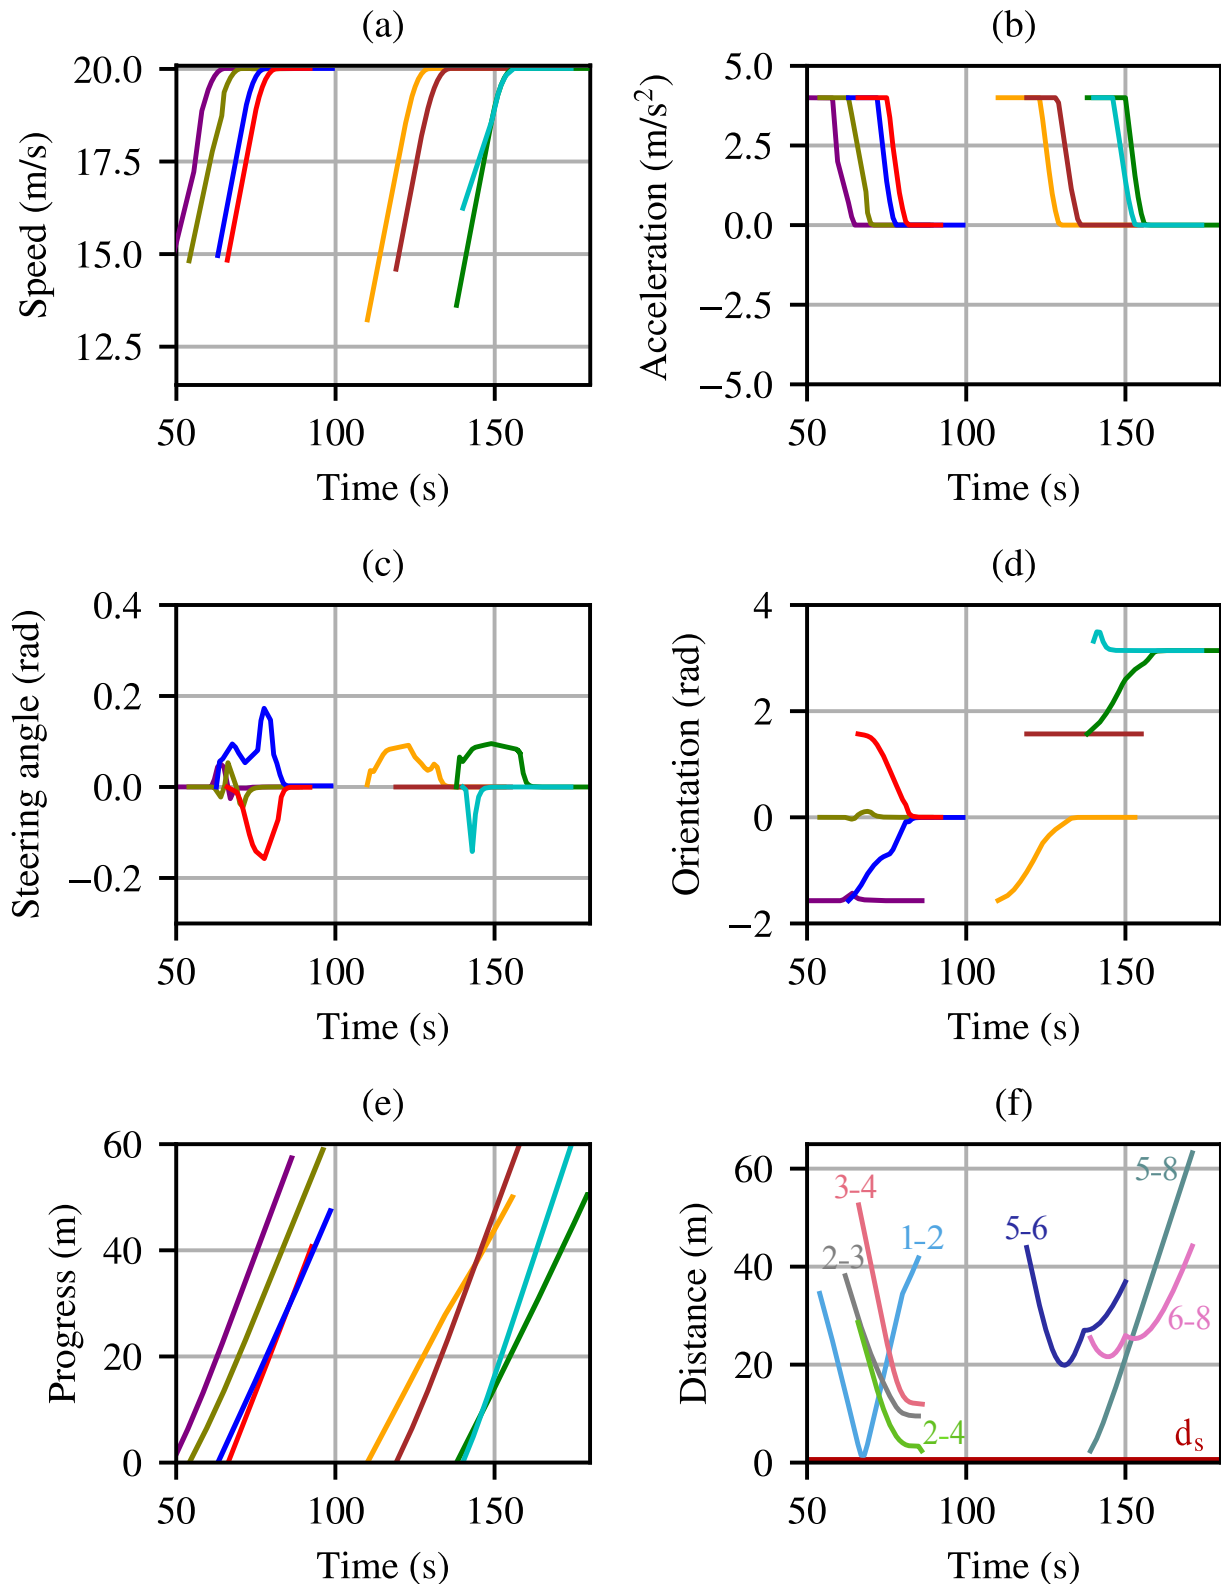 (a)
Speed (m/s)
20.0
17.5
15.0
12.5
50 100 150
Time (s)
(b)
Acceleration (m/s²)
5.0
2.5
0.0
−2.5
−5.0
50 100 150
Time (s)
(c)
Steering angle (rad)
0.4
0.2
0.0
−0.2
50 100 150
Time (s)
(d)
Orientation (rad)
4
2
0
−2
50 100 150
Time (s)
(e)
Progress (m)
60
40
20
0
50 100 150
Time (s)
(f)
Distance (m)
60
40
20
0
3-4
2-3
1-2
2-4
5-6
5-8
6-8
dₛ
50 100 150
Time (s)